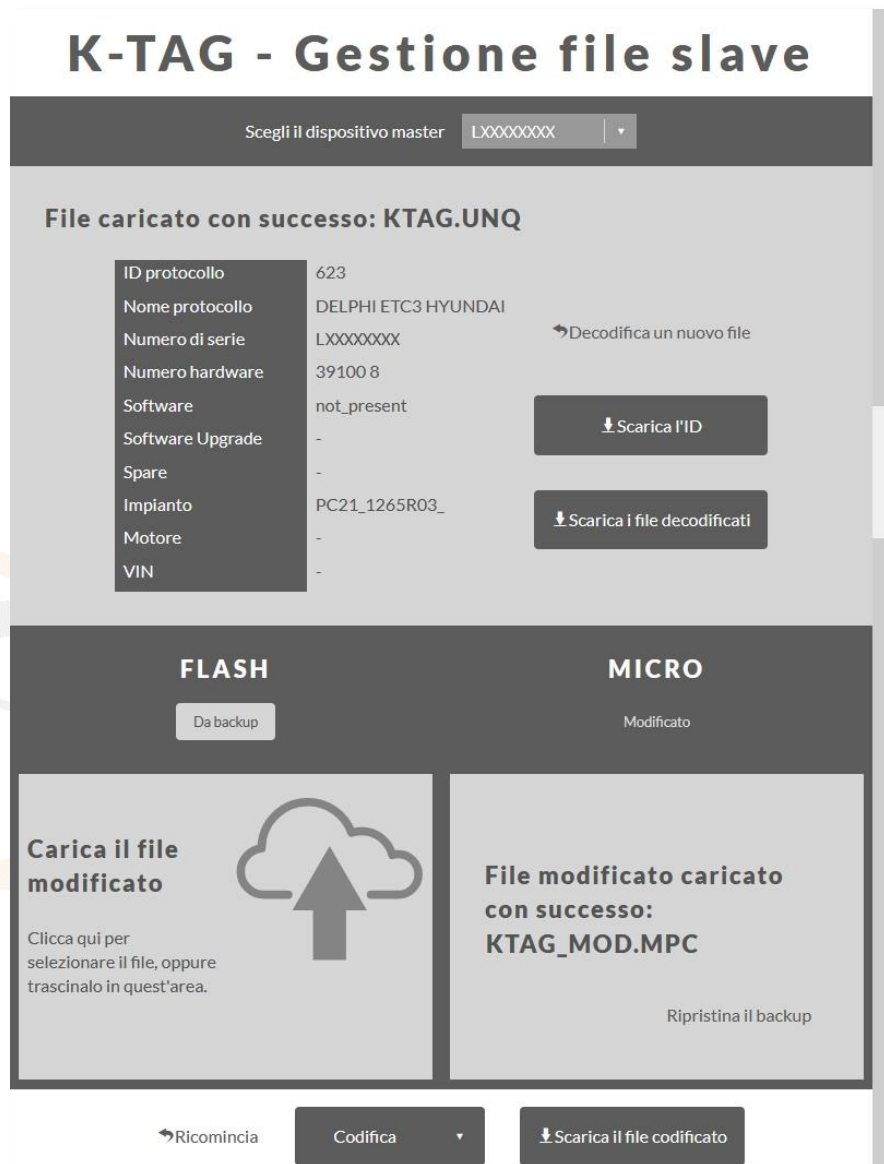 K-TAG - Gestione file slave
Scegli il dispositivo master LXXXXXXXX
File caricato con successo: KTAG.UNQ
ID protocollo 623
Nome protocollo DELPHI ETC3 HYUNDAI
Numero di serie LXXXXXXXX
Numero hardware 39100 8
Software not_present
Software Upgrade -
Spare -
Impianto PC21_1265R03_
Motore -
VIN -
Decodifica un nuovo file
Scarica l'ID
Scarica i file decodificati
FLASH
Da backup
MICRO
Modificato
Carica il file
modificato
Clicca qui per
selezionare il file, oppure
trascinalo in quest'area.
File modificato caricato
con successo:
KTAG_MOD.MPC
Ripristina il backup
Ricomincia
Codifica
Scarica il file codificato